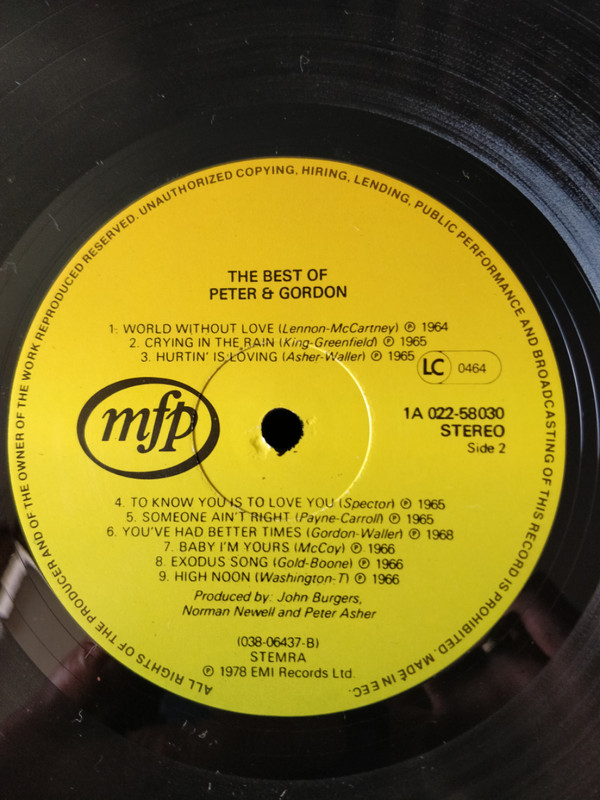 ALL RIGHTS OF THE PRODUCER AND OF THE OWNER OF THE WORK REPRODUCED RESERVED. UNAUTHORIZED COPYING, HIRING, LENDING, PUBLIC PERFORMANCE AND BROADCASTING OF THIS RECORD IS PROHIBITED. MADE IN EEC.
THE BEST OF
PETER & GORDON
1. WORLD WITHOUT LOVE (Lennon-McCartney) ℗ 1964
2. CRYING IN THE RAIN (King-Greenfield) ℗ 1965
3. HURTIN' IS LOVING (Asher-Waller) ℗ 1965
LC 0464
mfp
1A 022-58030
STEREO
Side 2
4. TO KNOW YOU IS TO LOVE YOU (Spector) ℗ 1965
5. SOMEONE AIN'T RIGHT (Payne-Carroll) ℗ 1965
6. YOU'VE HAD BETTER TIMES (Gordon-Waller) ℗ 1968
7. BABY I'M YOURS (McCoy) ℗ 1966
8. EXODUS SONG (Gold-Boone) ℗ 1966
9. HIGH NOON (Washington-T) ℗ 1966
Produced by: John Burgers,
Norman Newell and Peter Asher
(038-06437-B)
STEMRA
℗ 1978 EMI Records Ltd.